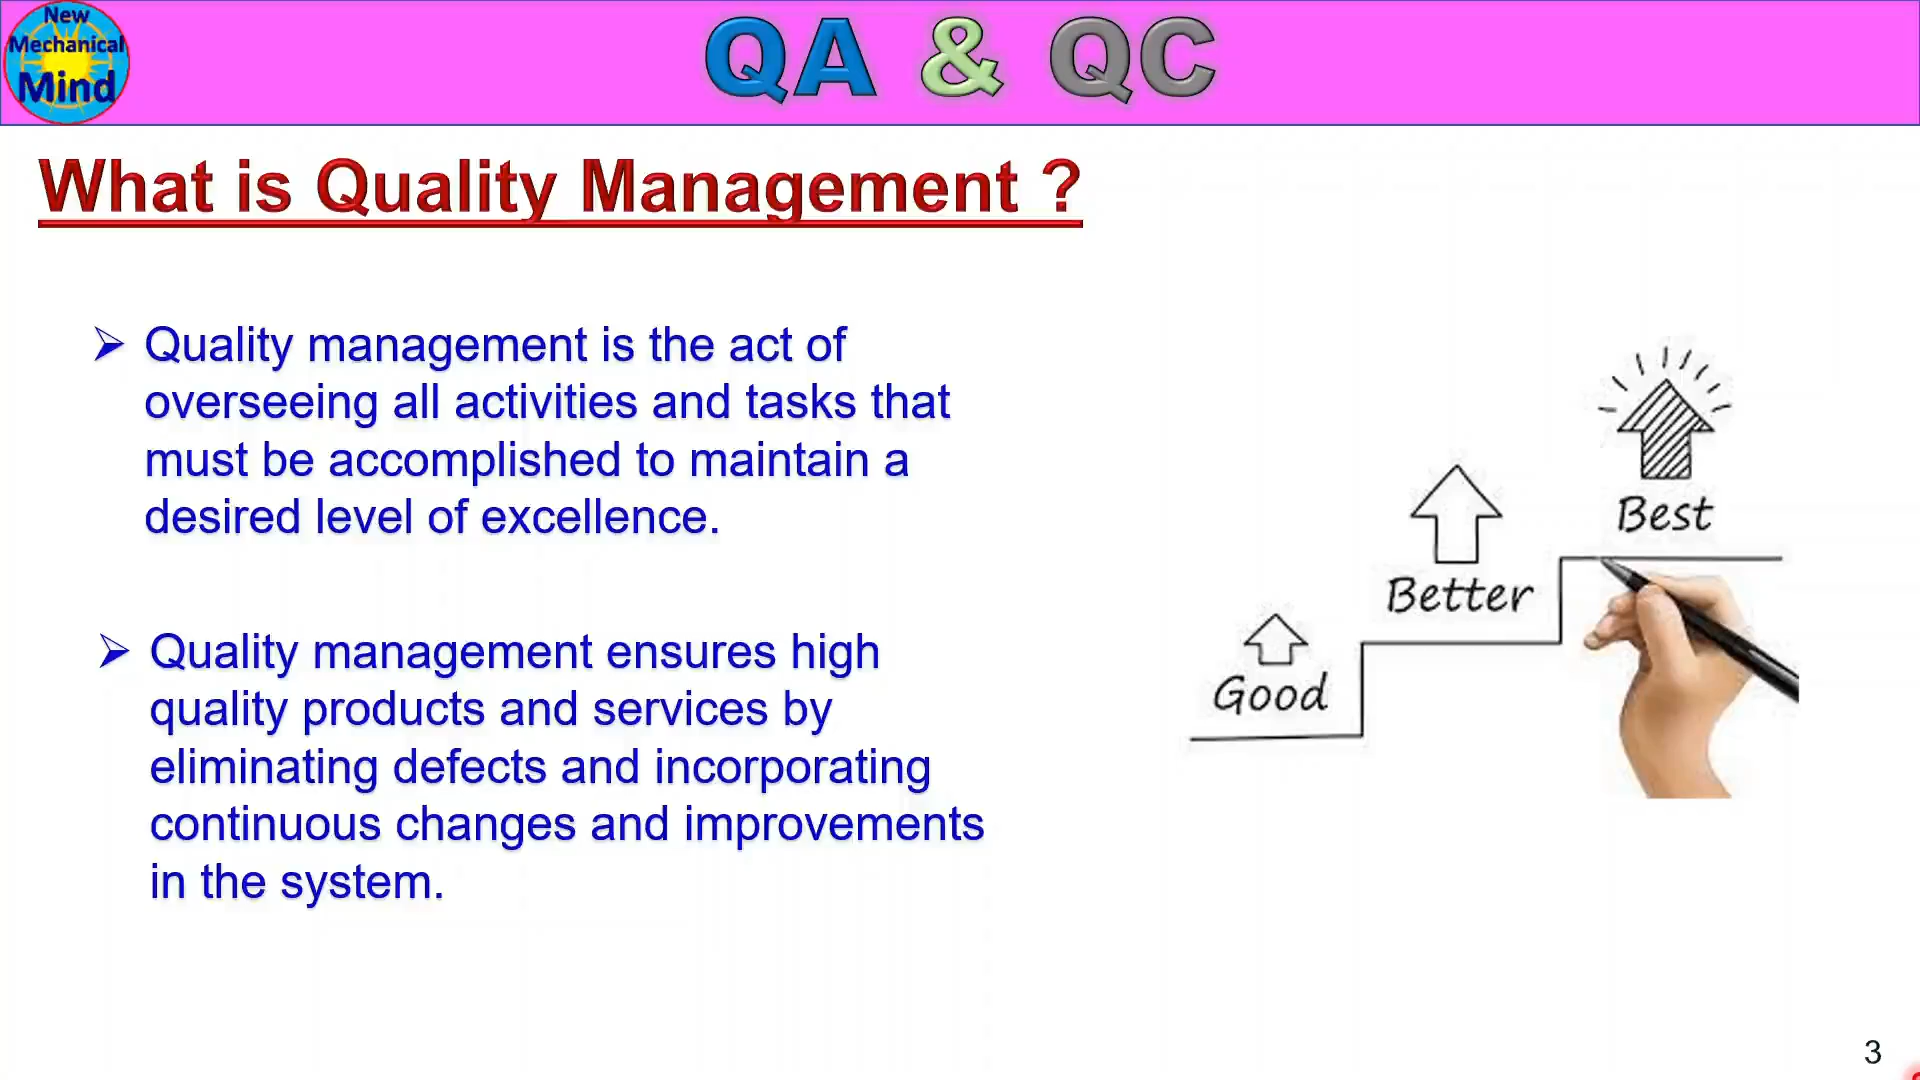 New
Mechanical
Mind
QA & QC
What is Quality Management ?
➢ Quality management is the act of
overseeing all activities and tasks that
must be accomplished to maintain a
desired level of excellence.
➢ Quality management ensures high
quality products and services by
eliminating defects and incorporating
continuous changes and improvements
in the system.
Best
Better
Good
3